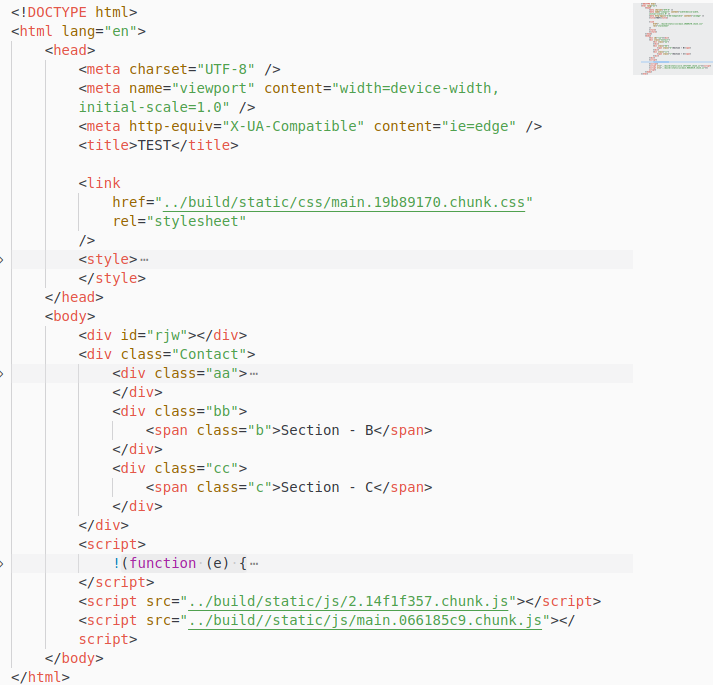 <!DOCTYPE html>
<html lang="en">
<head>
<meta charset="UTF-8" />
<meta name="viewport" content="width=device-width,
initial-scale=1.0" />
<meta http-equiv="X-UA-Compatible" content="ie=edge" />
<title>TEST</title>
<link
href="../build/static/css/main.19b89170.chunk.css"
rel="stylesheet"
/>
<style>⋯
</style>
</head>
<body>
<div id="rjw"></div>
<div class="Contact">
<div class="aa">⋯
</div>
<div class="bb">
<span class="b">Section - B</span>
</div>
<div class="cc">
<span class="c">Section - C</span>
</div>
</div>
<script>
!(function·(e)·{⋯
</script>
<script src="../build/static/js/2.14f1f357.chunk.js"></script>
<script src="../build//static/js/main.066185c9.chunk.js"></
script>
</body>
</html>